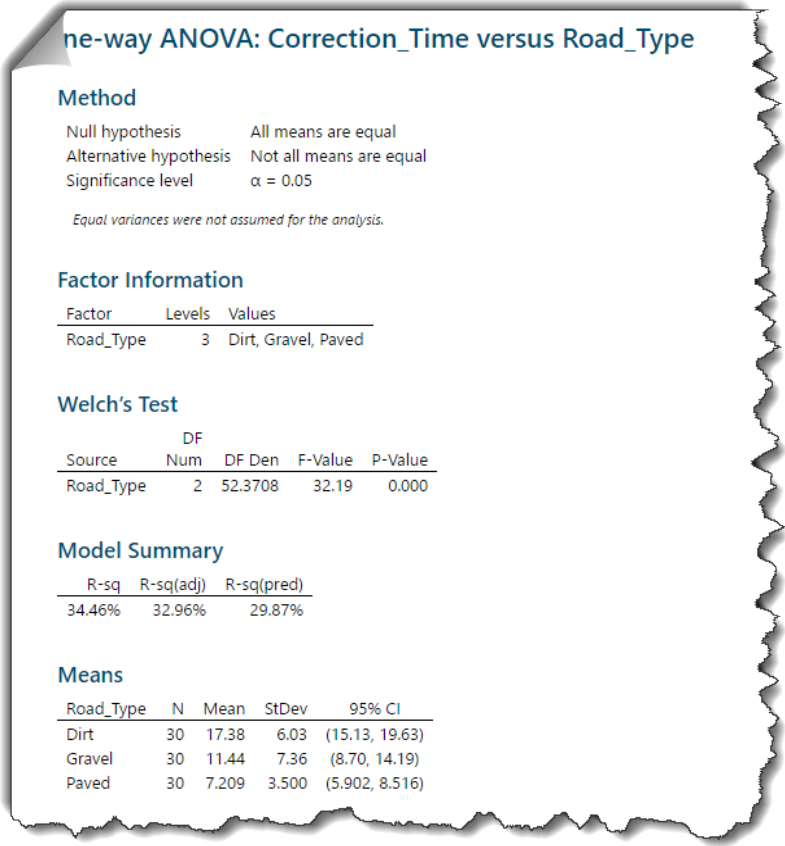 ne-way ANOVA: Correction_Time versus Road_Type
Method
Null hypothesis All means are equal
Alternative hypothesis Not all means are equal
Significance level α = 0.05
Equal variances were not assumed for the analysis.
Factor Information
Factor Levels Values
Road_Type 3 Dirt, Gravel, Paved
Welch's Test
DF
Source Num DF Den F-Value P-Value
Road_Type 2 52.3708 32.19 0.000
Model Summary
R-sq R-sq(adj) R-sq(pred)
34.46% 32.96% 29.87%
Means
Road_Type N Mean StDev 95% CI
Dirt 30 17.38 6.03 (15.13, 19.63)
Gravel 30 11.44 7.36 (8.70, 14.19)
Paved 30 7.209 3.500 (5.902, 8.516)